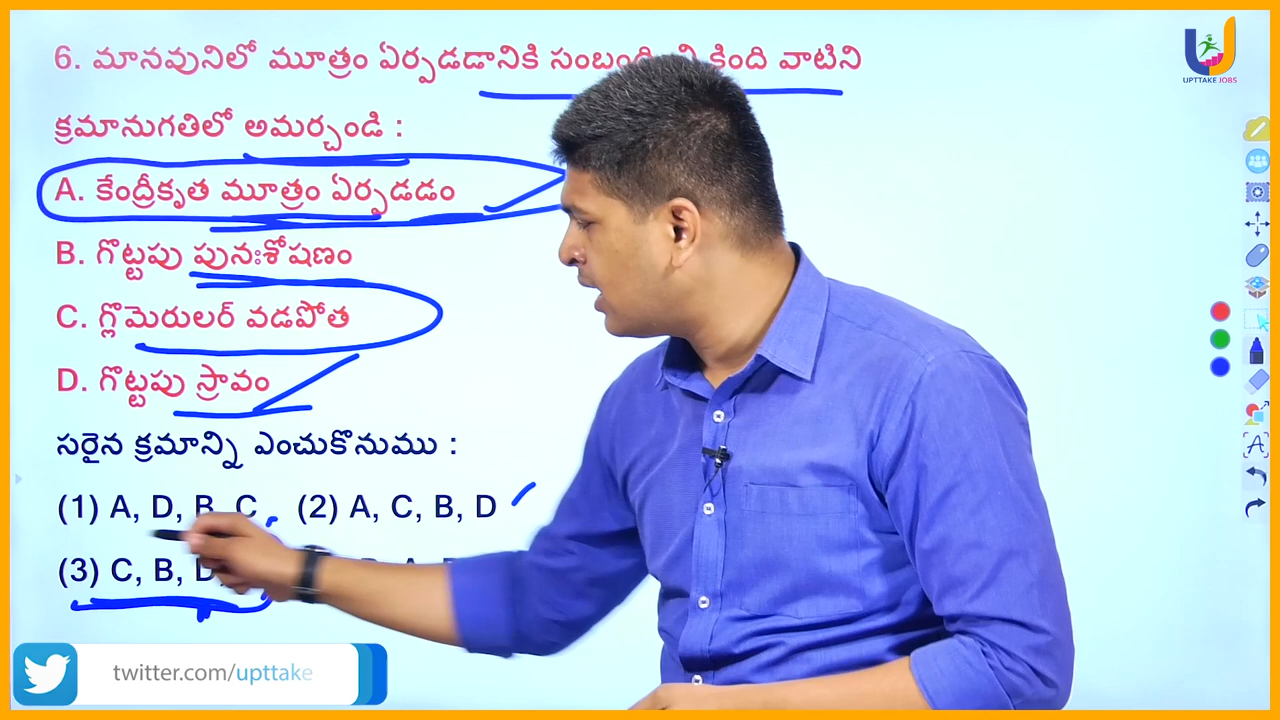 6. మానవునిలో మూత్రం ఏర్పడడానికి కింది వాటిని
క్రమానుగతిలో అమర్చండి :
A. కేంద్రీకృత మూత్రం ఏర్పడడం
B. గొట్టపు పునఃశోషణం
C. గ్లొమెరులర్ వడపోత
D. గొట్టపు స్రావం
సరైన క్రమాన్ని ఎంచుకొనుము :
(1) A, D, B, C (2) A, C, B, D
(3) C, B, D,
twitter.com/upttake
UPTTAKE JOBS